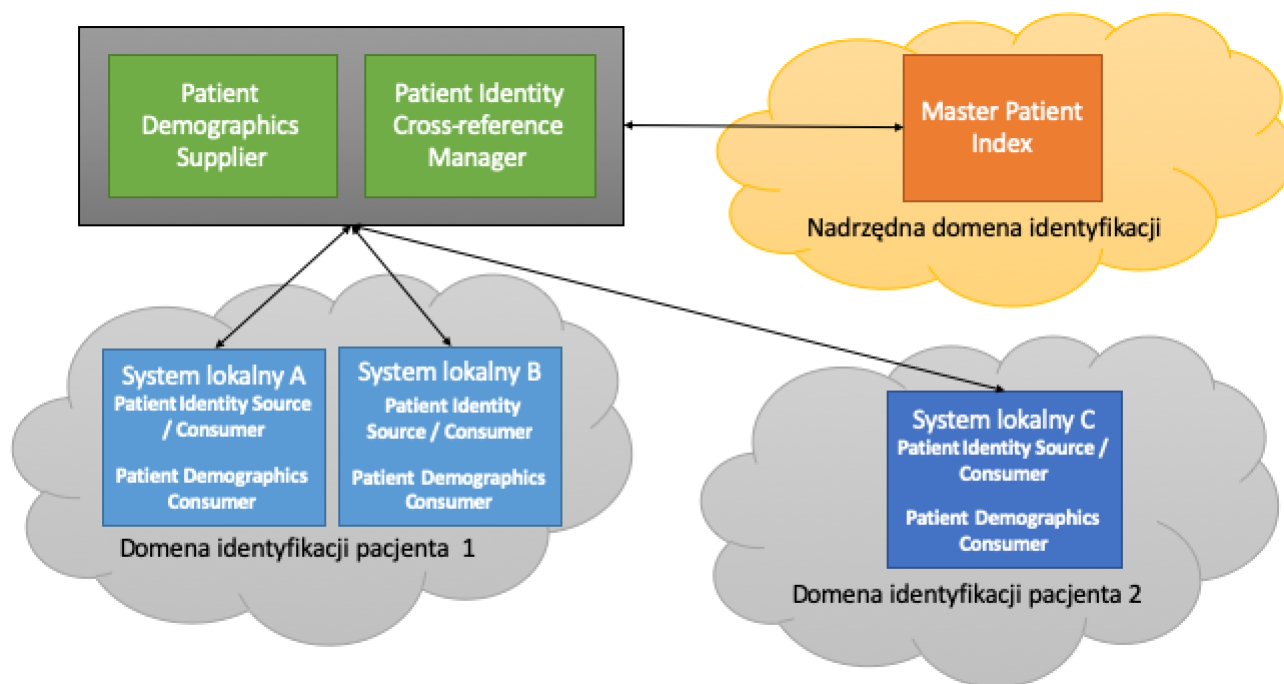 Patient
Demographics
Supplier
Patient Identity
Cross-reference
Manager
Master Patient
Index
Nadrzędna domena identyfikacji
System lokalny A
Patient Identity Source
/ Consumer
Patient Demographics
Consumer
System lokalny B
Patient Identity
Source / Consumer
Patient Demographics
Consumer
Domena identyfikacji pacjenta 1
System lokalny C
Patient Identity Source /
Consumer
Patient Demographics
Consumer
Domena identyfikacji pacjenta 2